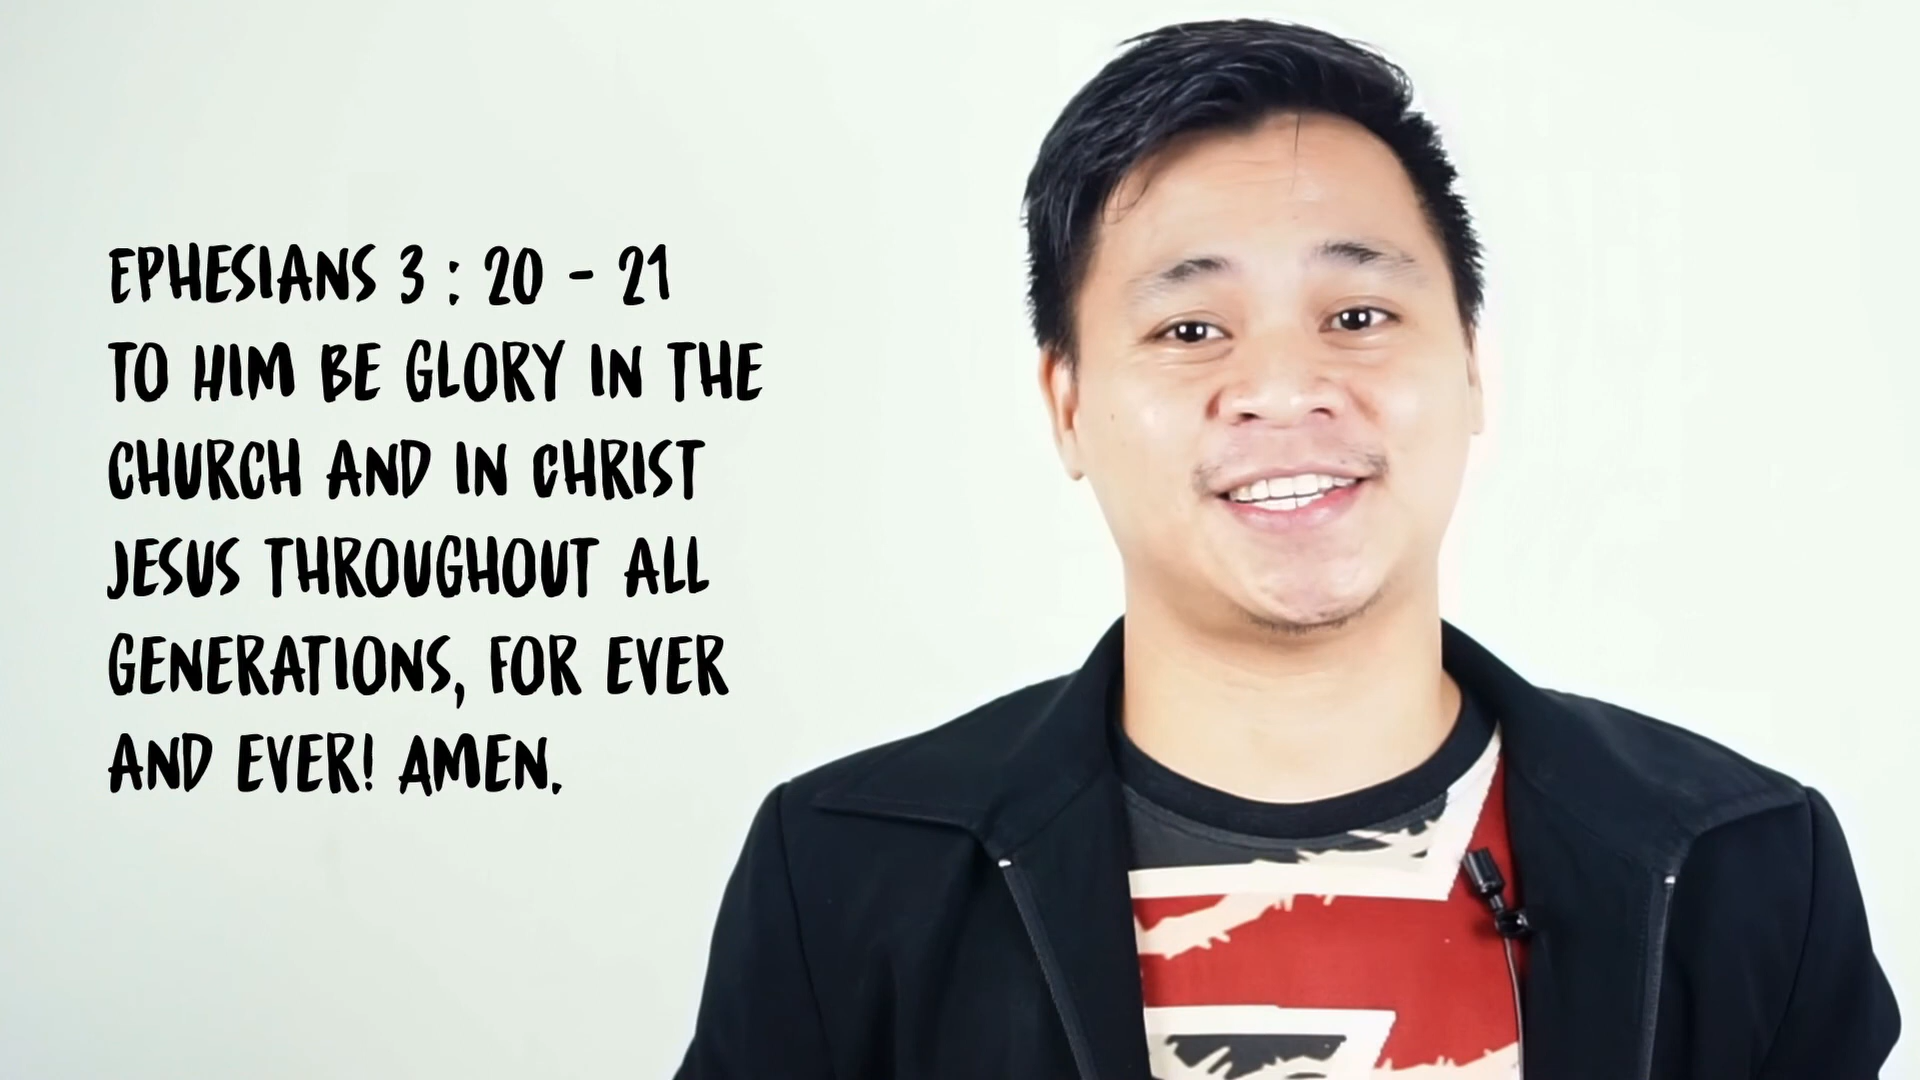 EPHESIANS 3 : 20 - 21
TO HIM BE GLORY IN THE
CHURCH AND IN CHRIST
JESUS THROUGHOUT ALL
GENERATIONS, FOR EVER
AND EVER! AMEN.